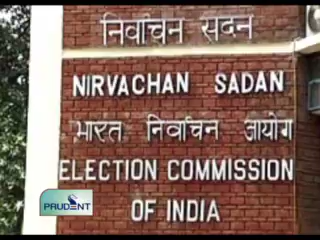 निर्वाचन सदन
NIRVACHAN SADAN
भारत निर्वाचन आयोग
ELECTION COMMISSION
OF INDIA
PRUDENT